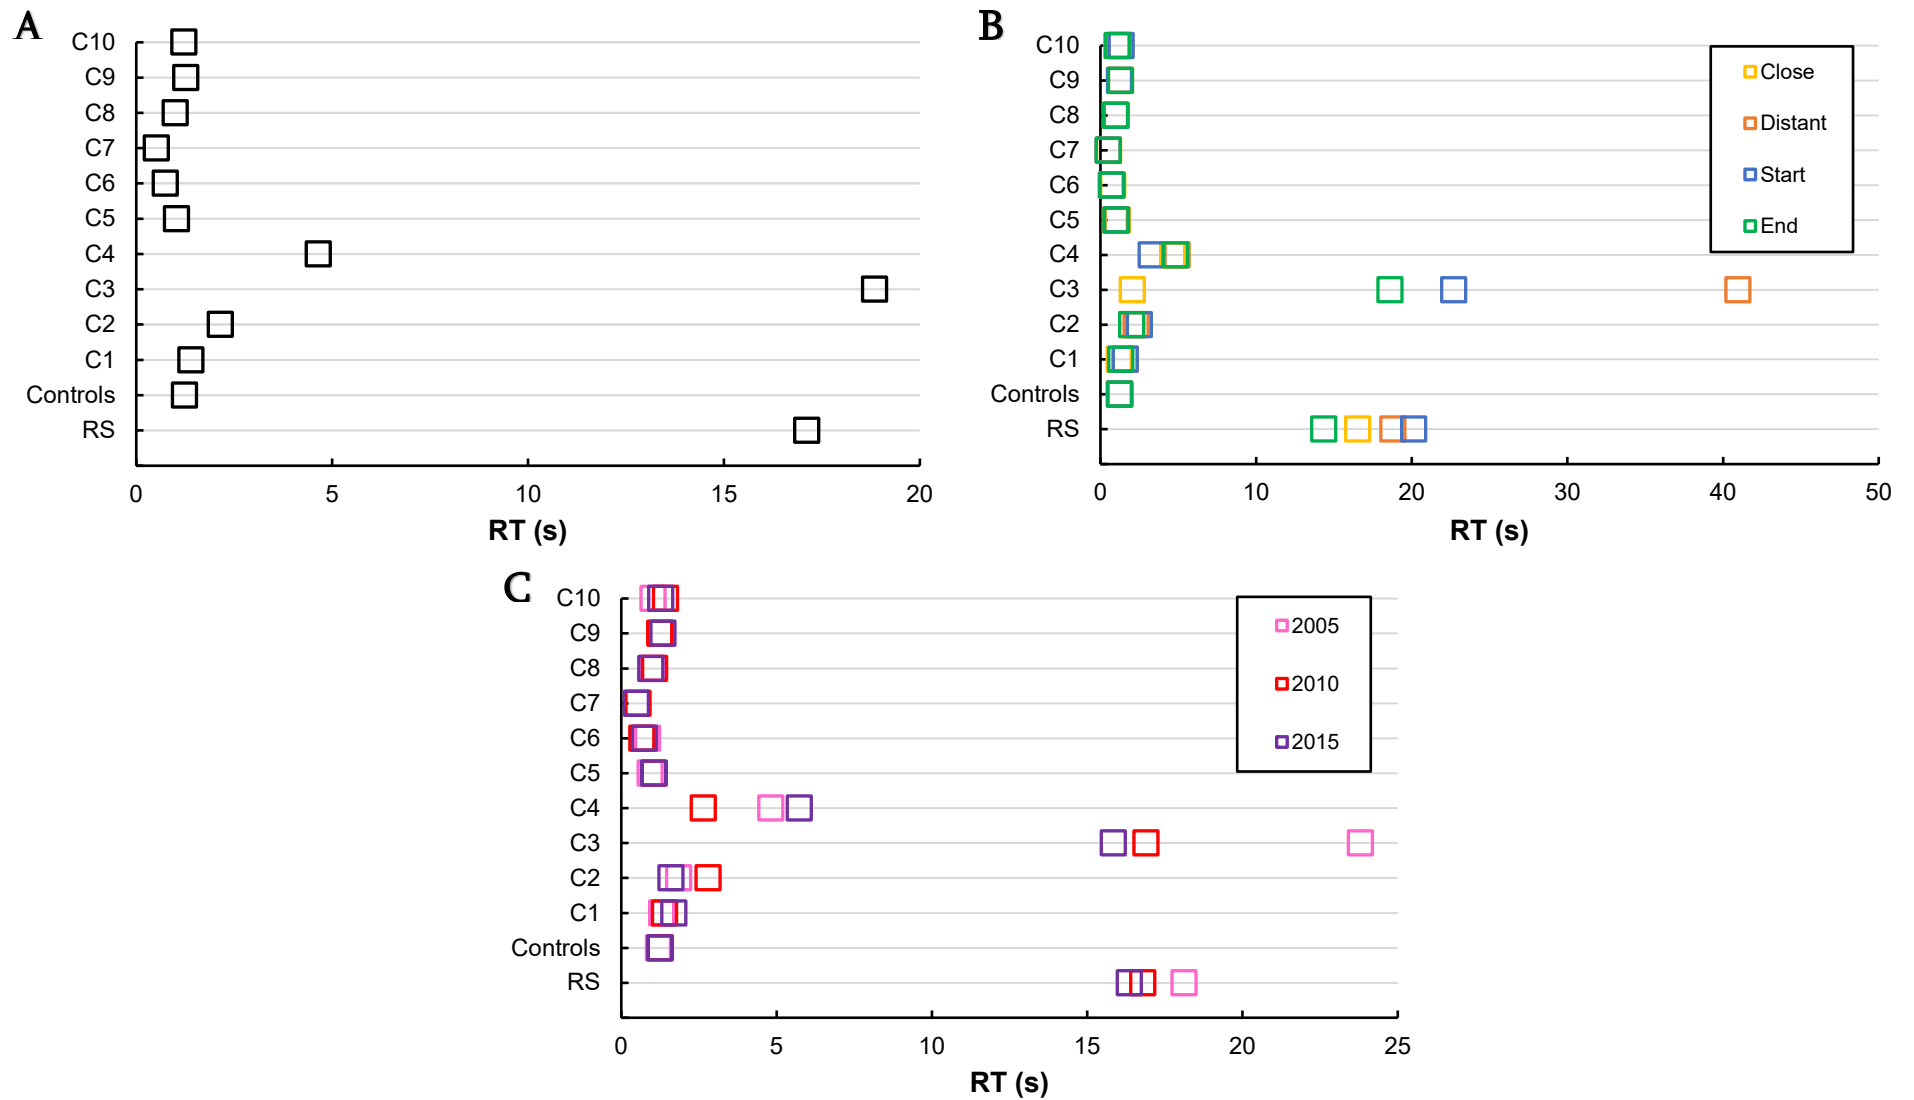 A
C10
C9
C8
C7
C6
C5
C4
C3
C2
C1
Controls
RS
0 5 10 15 20
RT (s)
B
C10
C9
C8
C7
C6
C5
C4
C3
C2
C1
Controls
RS
0 10 20 30 40 50
RT (s)
Close
Distant
Start
End
C
C10
C9
C8
C7
C6
C5
C4
C3
C2
C1
Controls
RS
0 5 10 15 20 25
RT (s)
2005
2010
2015